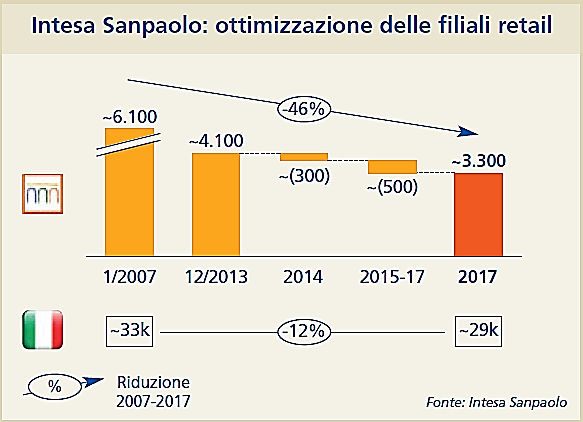 Intesa Sanpaolo: ottimizzazione delle filiali retail
-46%
~6.100
~4.100
~(300)
~(500)
~3.300
1/2007 12/2013 2014 2015-17 2017
~33k -12% ~29k
% Riduzione
2007-2017
Fonte: Intesa Sanpaolo